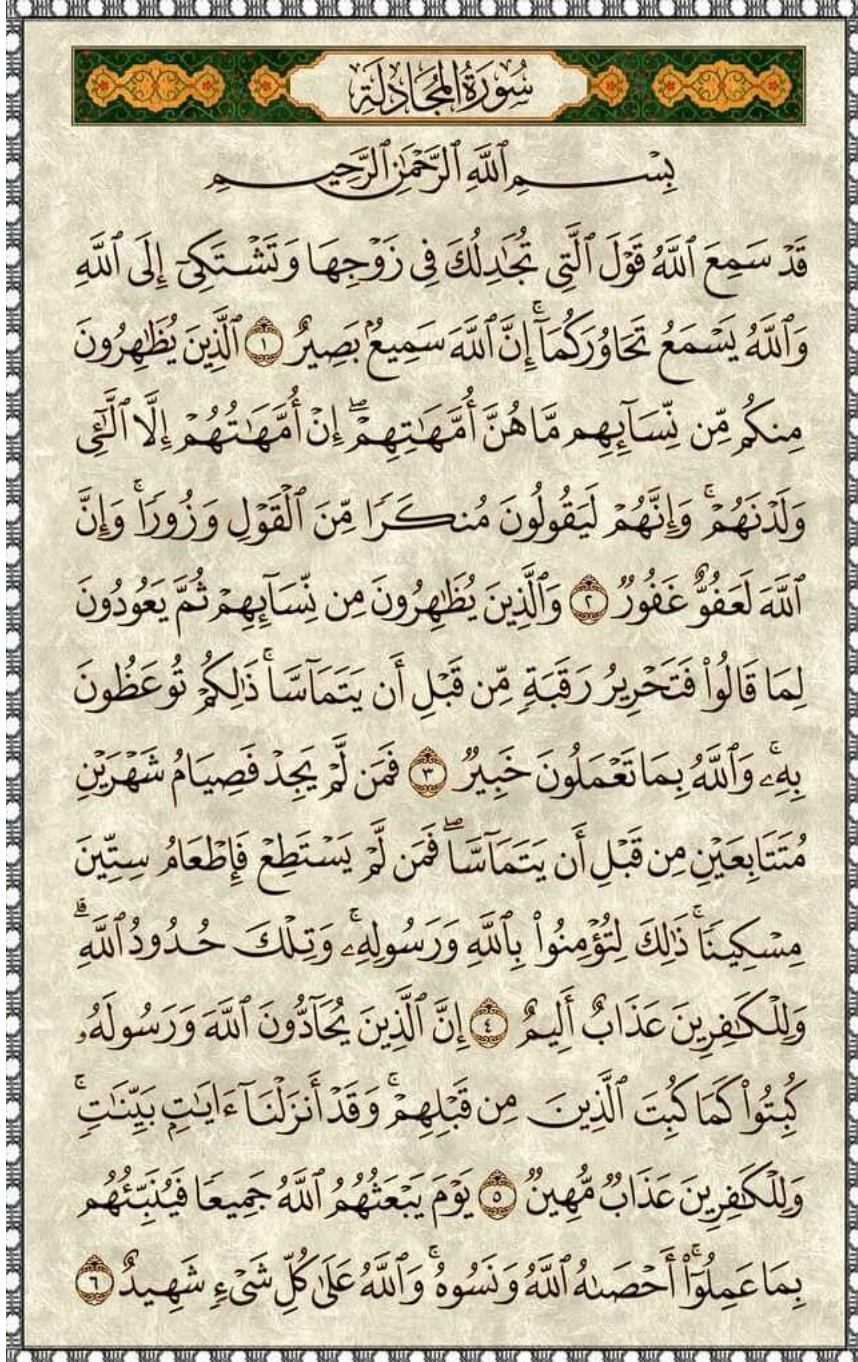 سُورَةُ المُجَادلَةِ
بِسْمِ ٱللَّهِ ٱلرَّحْمَٰنِ ٱلرَّحِيمِ
قَدْ سَمِعَ ٱللَّهُ قَوْلَ ٱلَّتِى تُجَٰدِلُكَ فِى زَوْجِهَا وَتَشْتَكِىٓ إِلَى ٱللَّهِ
وَٱللَّهُ يَسْمَعُ تَحَاوُرَكُمَآ ۚ إِنَّ ٱللَّهَ سَمِيعٌۢ بَصِيرٌ ١ ٱلَّذِينَ يُظَٰهِرُونَ
مِنكُم مِّن نِّسَآئِهِم مَّا هُنَّ أُمَّهَٰتِهِمْ ۖ إِنْ أُمَّهَٰتُهُمْ إِلَّا ٱلَّٰٓـِٔى
وَلَدْنَهُمْ ۚ وَإِنَّهُمْ لَيَقُولُونَ مُنكَرًا مِّنَ ٱلْقَوْلِ وَزُورًا ۚ وَإِنَّ
ٱللَّهَ لَعَفُوٌّ غَفُورٌ ٢ وَٱلَّذِينَ يُظَٰهِرُونَ مِن نِّسَآئِهِمْ ثُمَّ يَعُودُونَ
لِمَا قَالُوا۟ فَتَحْرِيرُ رَقَبَةٍ مِّن قَبْلِ أَن يَتَمَآسَّا ۚ ذَٰلِكُمْ تُوعَظُونَ
بِهِۦ ۚ وَٱللَّهُ بِمَا تَعْمَلُونَ خَبِيرٌ ٣ فَمَن لَّمْ يَجِدْ فَصِيَامُ شَهْرَيْنِ
مُتَتَابِعَيْنِ مِن قَبْلِ أَن يَتَمَآسَّا ۖ فَمَن لَّمْ يَسْتَطِعْ فَإِطْعَامُ سِتِّينَ
مِسْكِينًا ۚ ذَٰلِكَ لِتُؤْمِنُوا۟ بِٱللَّهِ وَرَسُولِهِۦ ۚ وَتِلْكَ حُدُودُ ٱللَّهِ ۗ
وَلِلْكَٰفِرِينَ عَذَابٌ أَلِيمٌ ٤ إِنَّ ٱلَّذِينَ يُحَآدُّونَ ٱللَّهَ وَرَسُولَهُۥ
كُبِتُوا۟ كَمَا كُبِتَ ٱلَّذِينَ مِن قَبْلِهِمْ ۚ وَقَدْ أَنزَلْنَآ ءَايَٰتٍۭ بَيِّنَٰتٍ ۚ
وَلِلْكَٰفِرِينَ عَذَابٌ مُّهِينٌ ٥ يَوْمَ يَبْعَثُهُمُ ٱللَّهُ جَمِيعًا فَيُنَبِّئُهُم
بِمَا عَمِلُوٓا۟ ۚ أَحْصَىٰهُ ٱللَّهُ وَنَسُوهُ ۚ وَٱللَّهُ عَلَىٰ كُلِّ شَىْءٍ شَهِيدٌ ٦